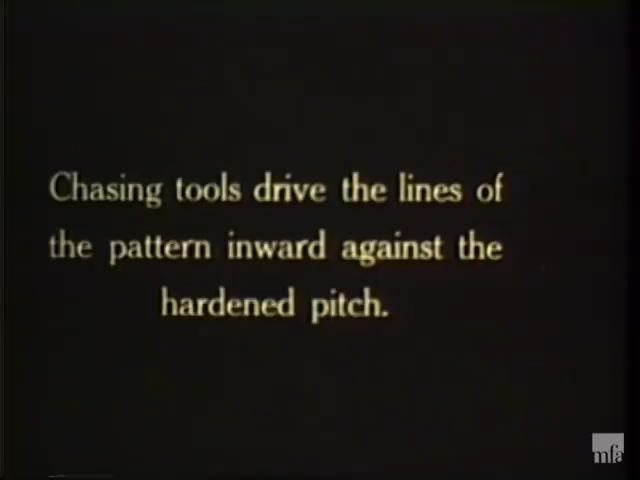 Chasing tools drive the lines of
the pattern inward against the
hardened pitch.
mfa